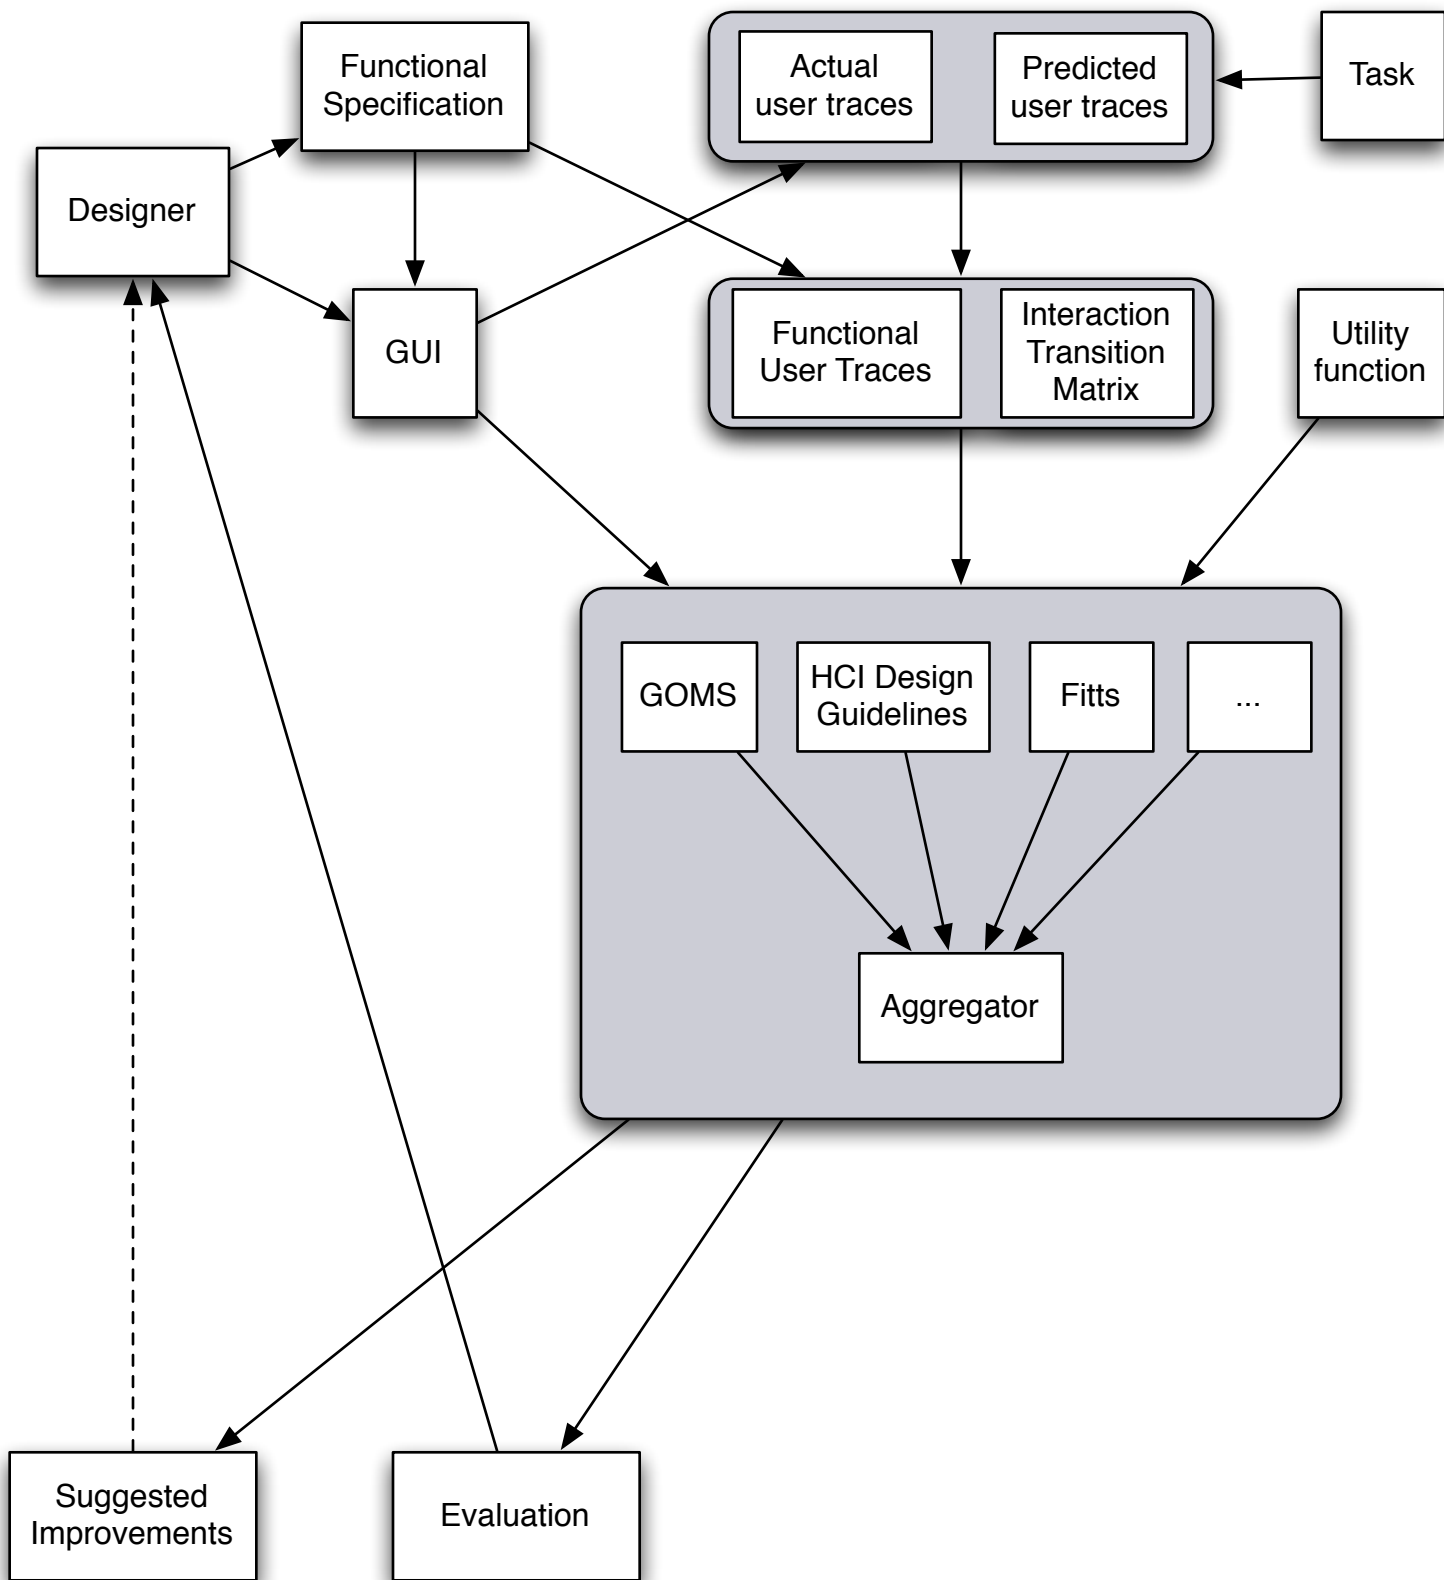 Functional
Specification
Actual
user traces
Predicted
user traces
Task
Designer
GUI
Functional
User Traces
Interaction
Transition
Matrix
Utility
function
GOMS
HCI Design
Guidelines
Fitts
...
Aggregator
Suggested
Improvements
Evaluation